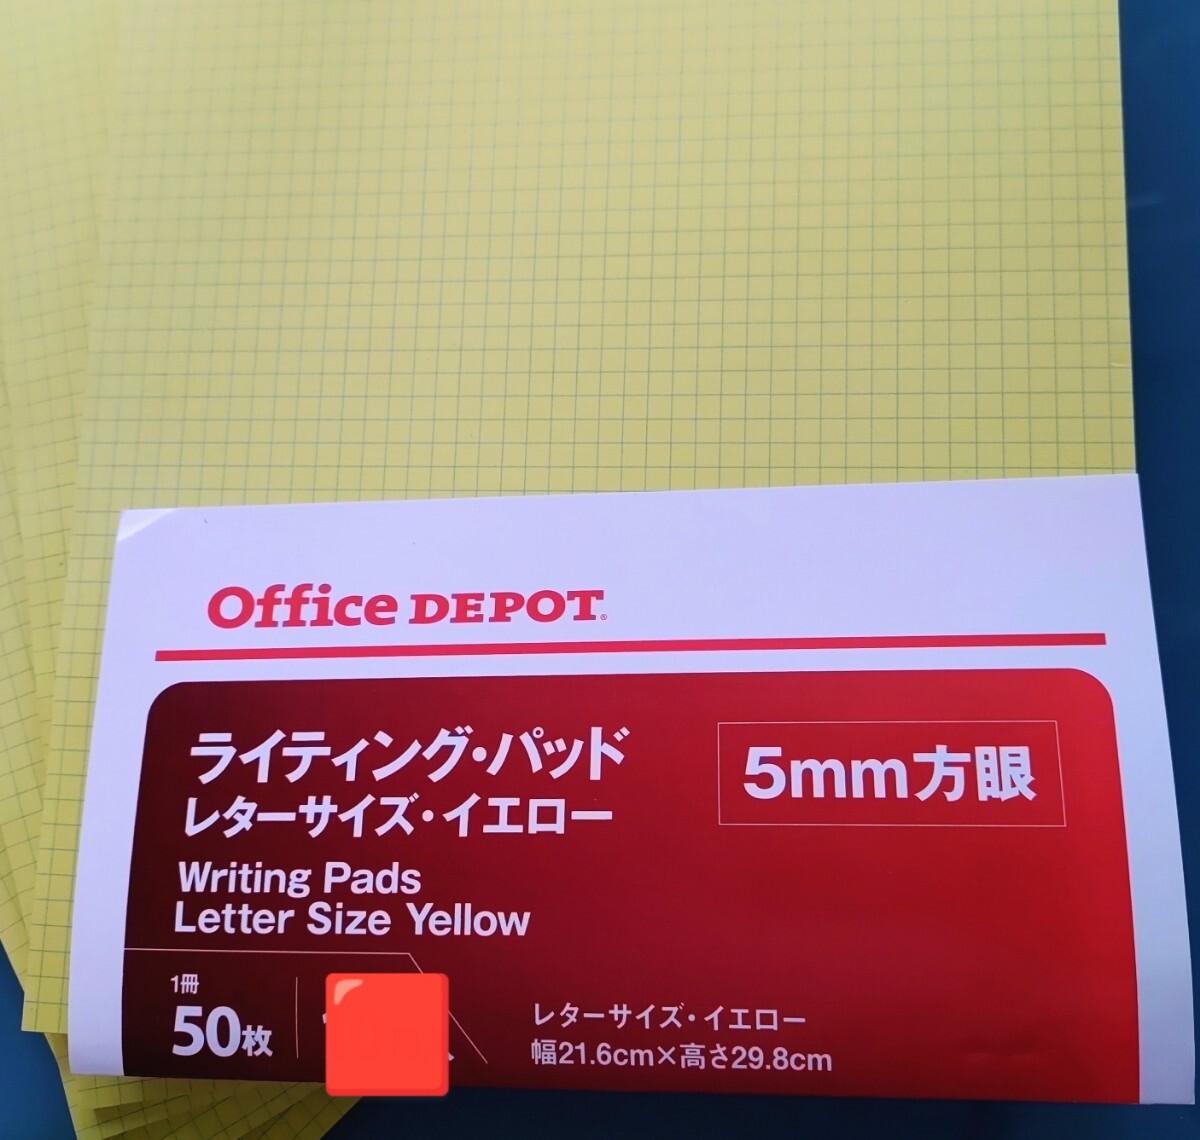 Office DEPOT®
ライティング・パッド
レターサイズ・イエロー
5mm方眼
Writing Pads
Letter Size Yellow
1冊
50枚
レターサイズ・イエロー
幅21.6cm×高さ29.8cm